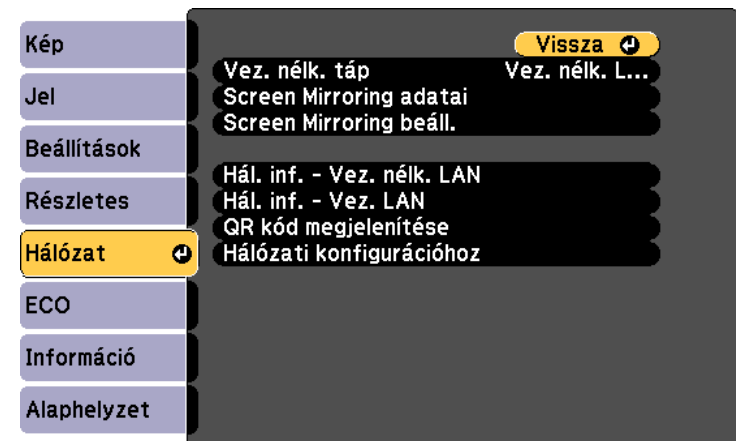 Kép
Jel
Beállítások
Részletes
Hálózat
ECO
Információ
Alaphelyzet
Vissza
Vez. nélk. táp Vez. nélk. L...
Screen Mirroring adatai
Screen Mirroring beáll.
Hál. inf. - Vez. nélk. LAN
Hál. inf. - Vez. LAN
QR kód megjelenítése
Hálózati konfigurációhoz